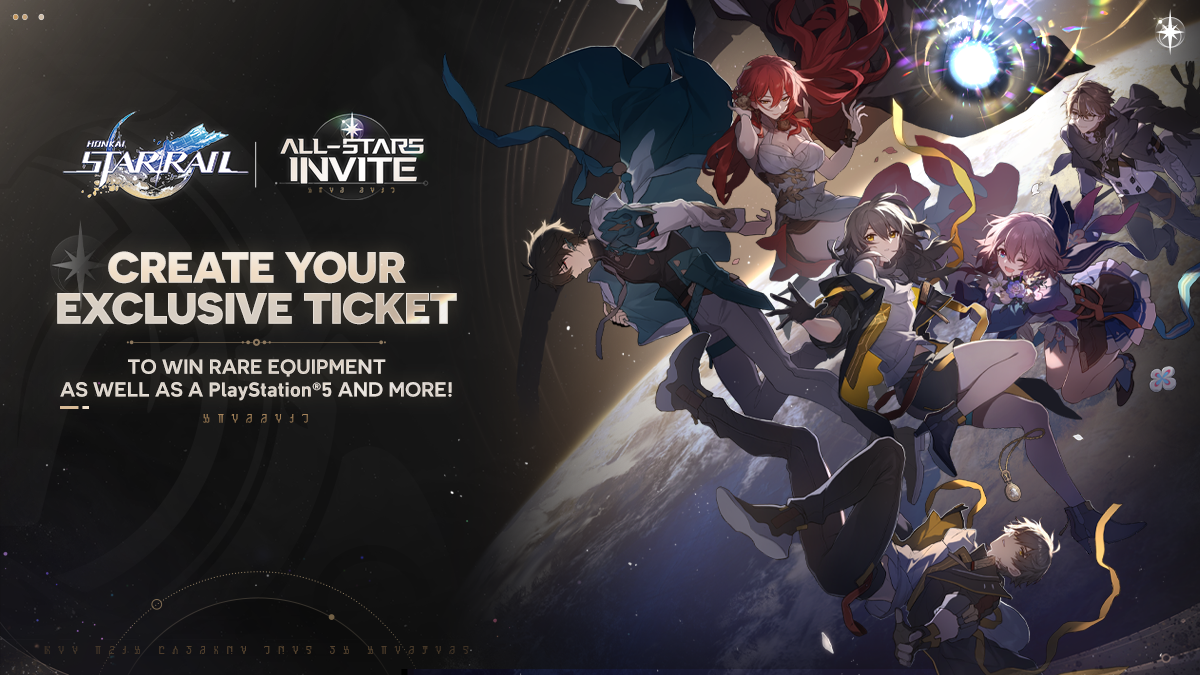 HONKAI
STAR RAIL
ALL-STARS
INVITE
CREATE YOUR
EXCLUSIVE TICKET
TO WIN RARE EQUIPMENT
AS WELL AS A PlayStation®5 AND MORE!